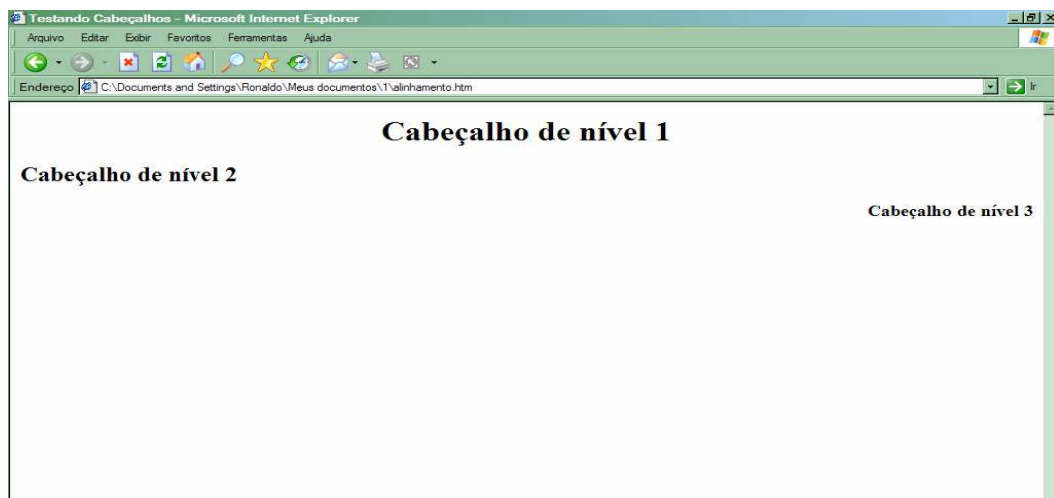 Testando Cabeçalhos - Microsoft Internet Explorer
Arquivo Editar Exibir Favoritos Ferramentas Ajuda
Endereço C:\Documents and Settings\Ronaldo\Meus documentos\1\alinhamento.htm Ir
Cabeçalho de nível 1
Cabeçalho de nível 2
Cabeçalho de nível 3